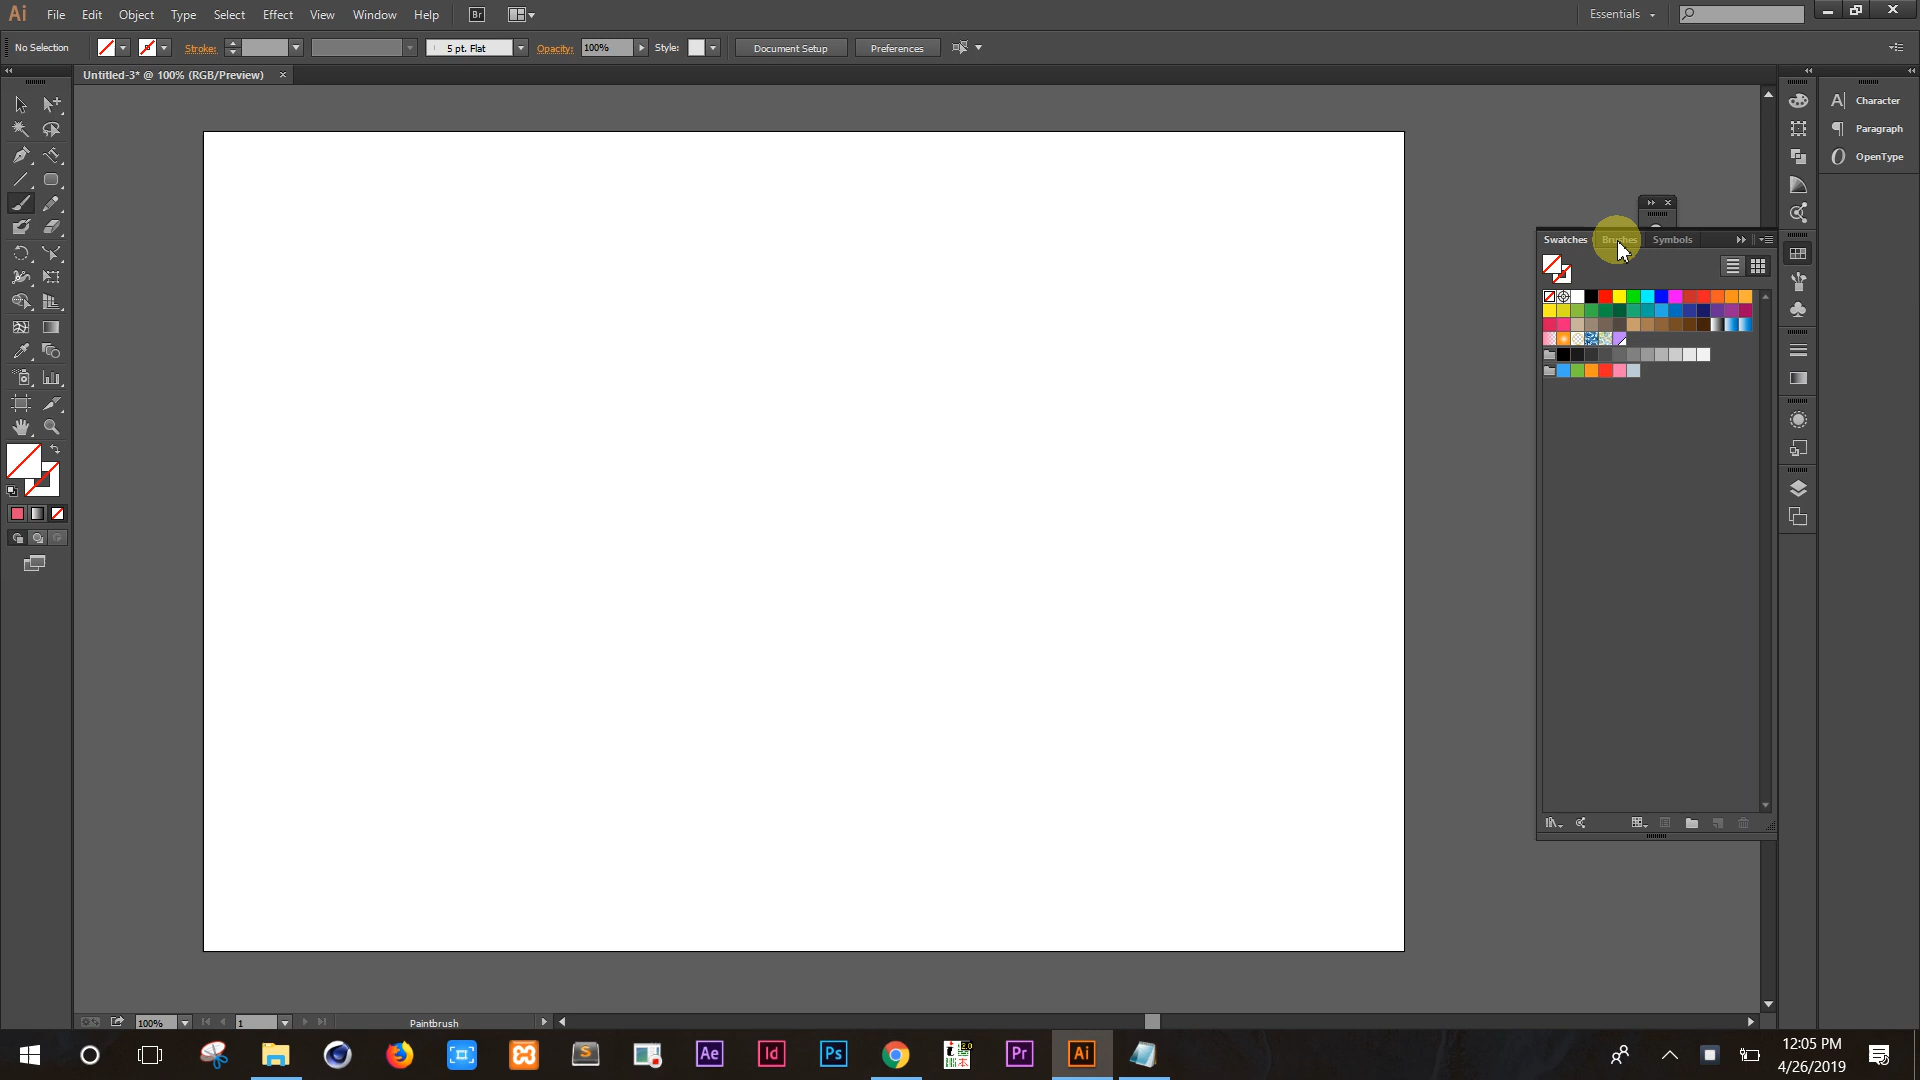 Ai File Edit Object Type Select Effect View Window Help Br Essentials
No Selection Stroke: 5 pt. Flat Opacity: 100% Style: Document Setup Preferences
Untitled-3* @ 100% (RGB/Preview)
Character
Paragraph
OpenType
Swatches Brushes Symbols
100% 1 Paintbrush
Ae Id Ps Pr Ai
12:05 PM
4/26/2019